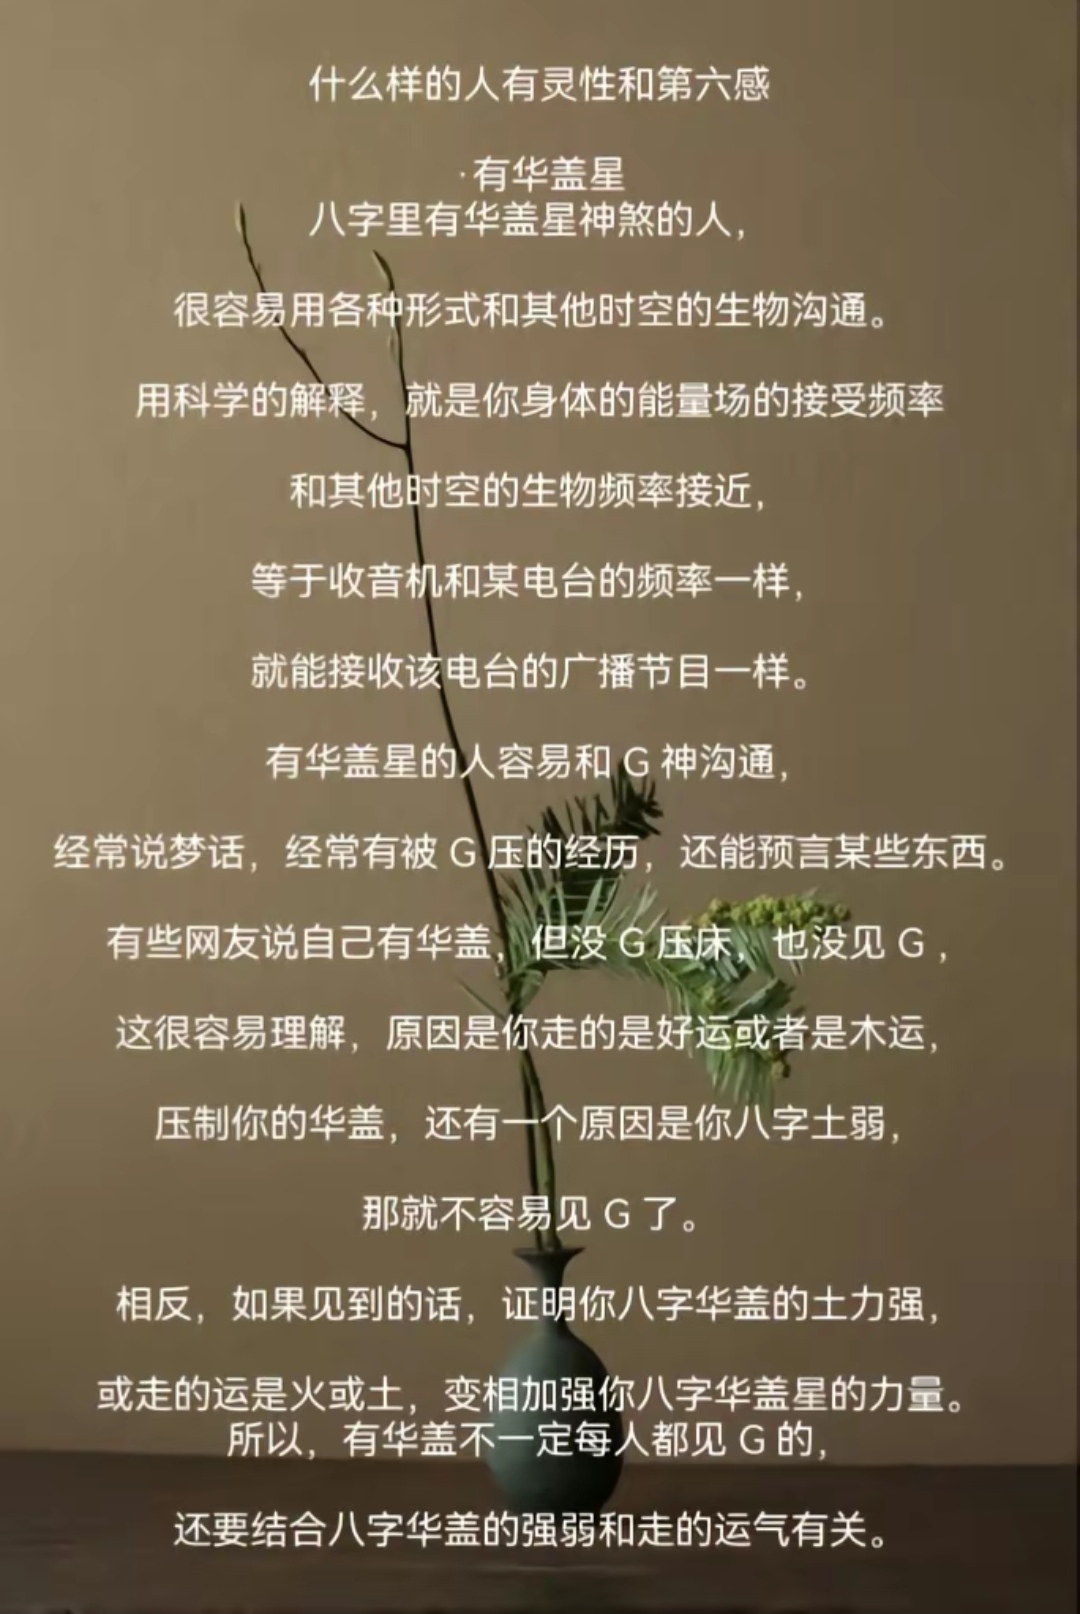 什么样的人有灵性和第六感
·有华盖星
八字里有华盖星神煞的人，
很容易用各种形式和其他时空的生物沟通。
用科学的解释，就是你身体的能量场的接受频率
和其他时空的生物频率接近，
等于收音机和某电台的频率一样，
就能接收该电台的广播节目一样。
有华盖星的人容易和 G 神沟通，
经常说梦话，经常有被 G 压的经历，还能预言某些东西。
有些网友说自己有华盖，但没 G 压床，也没见 G ，
这很容易理解，原因是你走的是好运或者是木运，
压制你的华盖，还有一个原因是你八字土弱，
那就不容易见 G 了。
相反，如果见到的话，证明你八字华盖的土力强，
或走的运是火或土，变相加强你八字华盖星的力量。
所以，有华盖不一定每人都见 G 的，
还要结合八字华盖的强弱和走的运气有关。